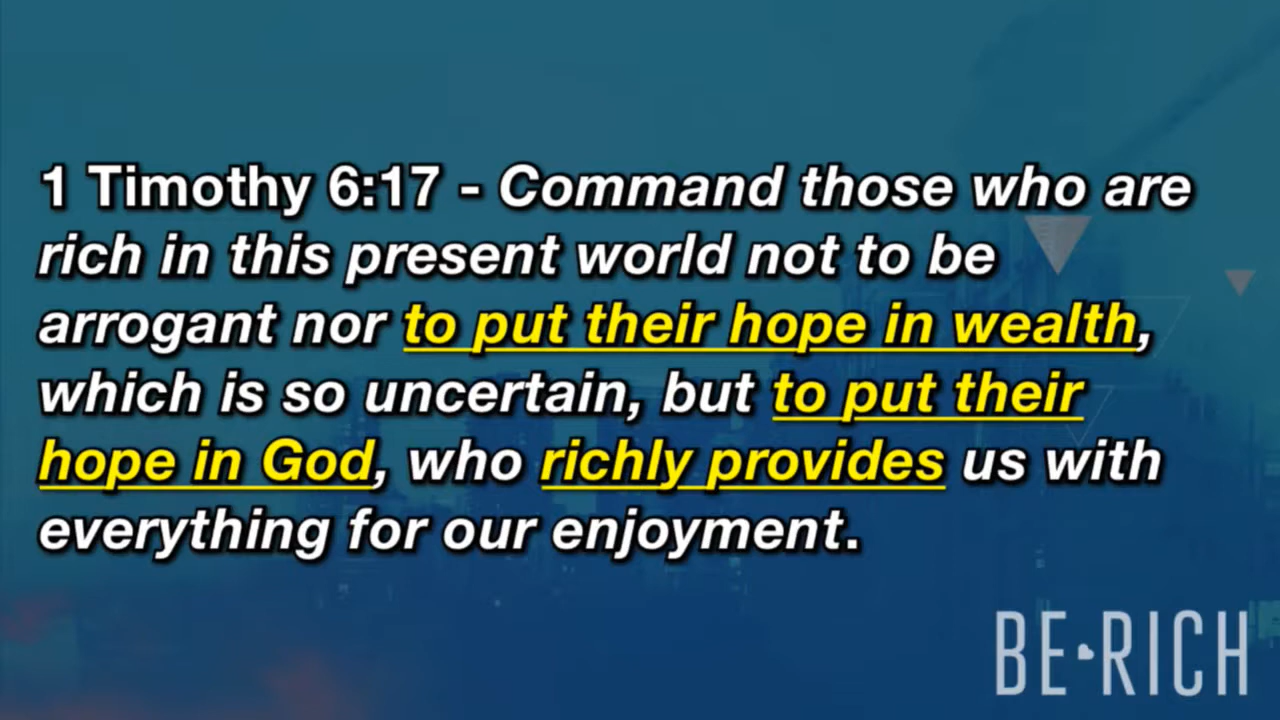 1 Timothy 6:17 - Command those who are
rich in this present world not to be
arrogant nor to put their hope in wealth,
which is so uncertain, but to put their
hope in God, who richly provides us with
everything for our enjoyment.
BE RICH